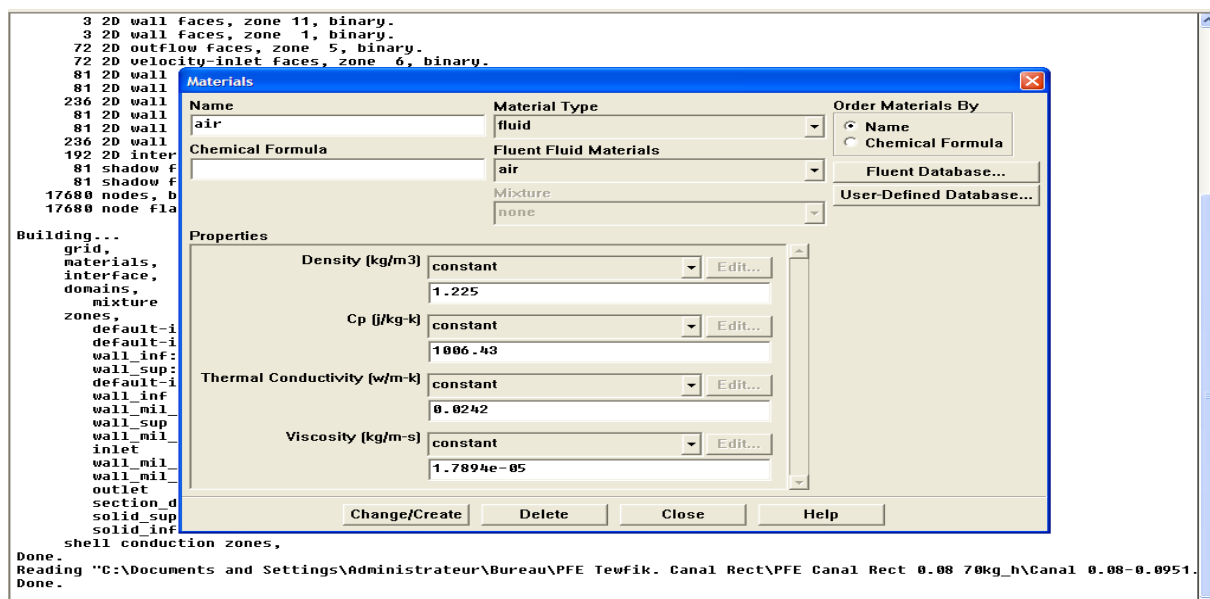 3 2D wall faces, zone 11, binary.
3 2D wall faces, zone 1, binary.
72 2D outflow faces, zone 5, binary.
72 2D velocity-inlet faces, zone 6, binary.
81 2D wall
81 2D wall
236 2D wall
81 2D wall
81 2D wall
236 2D wall
192 2D inter
81 shadow f
81 shadow f
17680 nodes, b
17680 node fla
Building...
grid,
materials,
interface,
domains,
mixture
zones,
default-i
default-i
wall_inf:
wall_sup:
default-i
wall_inf
wall_mil_
wall_sup
wall_mil_
inlet
wall_mil_
wall_mil_
outlet
section_d
solid_sup
solid_inf
shell conduction zones,
Done.
Reading "C:\Documents and Settings\Administrateur\Bureau\PFE Tewfik. Canal Rect\PFE Canal Rect 0.08 70kg_h\Canal 0.08-0.0951.
Done.
Materials
Name
air
Chemical Formula
Material Type
fluid
Fluent Fluid Materials
air
Mixture
none
Order Materials By
Name
Chemical Formula
Fluent Database...
User-Defined Database...
Properties
Density (kg/m3) constant Edit...
1.225
Cp (j/kg-k) constant Edit...
1006.43
Thermal Conductivity (w/m-k) constant Edit...
0.0242
Viscosity (kg/m-s) constant Edit...
1.7894e-05
Change/Create Delete Close Help